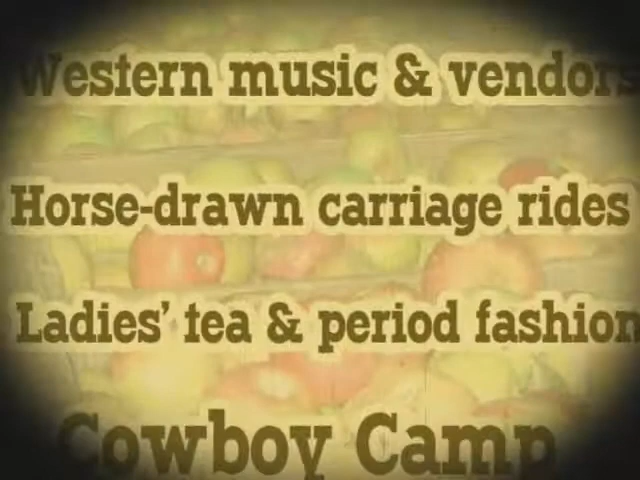 Western music & vendors
Horse-drawn carriage rides
Ladies' tea & period fashion
Cowboy Camp